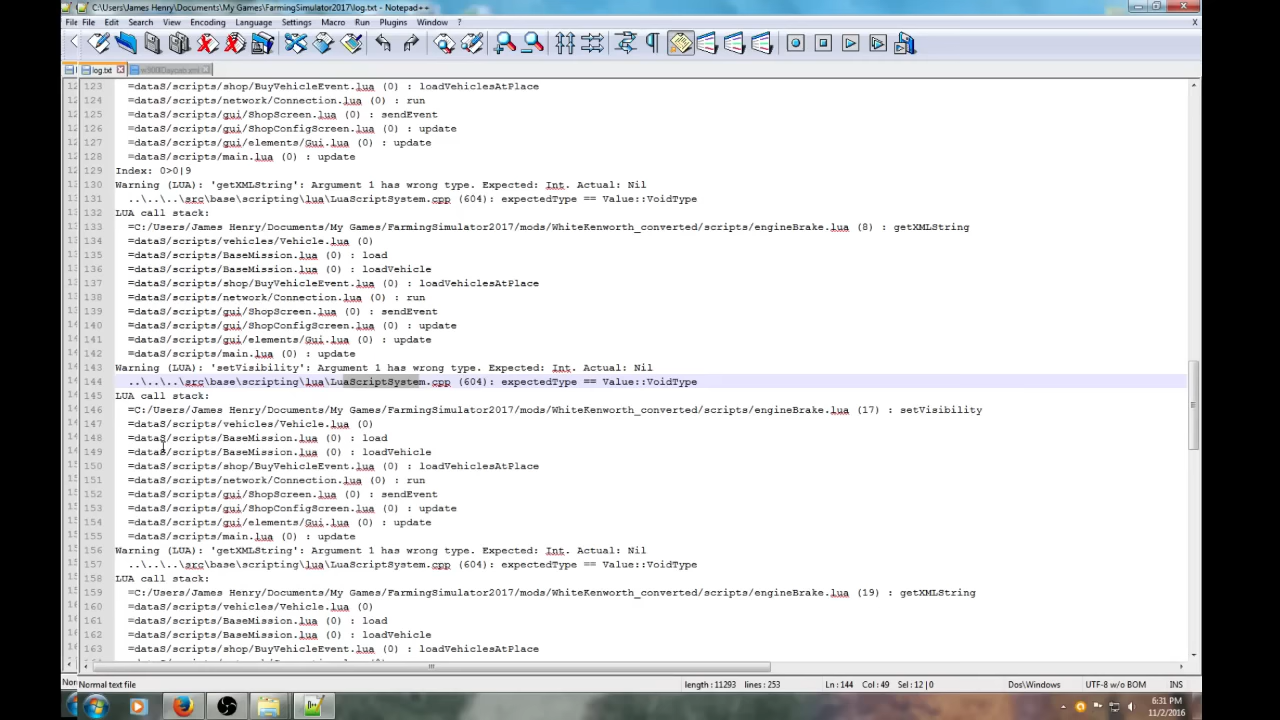 C:\Users\James Henry\Documents\My Games\FarmingSimulator2017\log.txt - Notepad++
File File Edit Search View Encoding Language Settings Macro Run Plugins Window ?
log.txt
123 =dataS/scripts/shop/BuyVehicleEvent.lua (0) : loadVehiclesAtPlace
124 =dataS/scripts/network/Connection.lua (0) : run
125 =dataS/scripts/gui/ShopScreen.lua (0) : sendEvent
126 =dataS/scripts/gui/ShopConfigScreen.lua (0) : update
127 =dataS/scripts/gui/elements/Gui.lua (0) : update
128 =dataS/scripts/main.lua (0) : update
129 Index: 0>0|9
130 Warning (LUA): 'getXMLString': Argument 1 has wrong type. Expected: Int. Actual: Nil
131 ..\..\..\src\base\scripting\lua\LuaScriptSystem.cpp (604): expectedType == Value::VoidType
132 LUA call stack:
133 =C:/Users/James Henry/Documents/My Games/FarmingSimulator2017/mods/WhiteKenworth_converted/scripts/engineBrake.lua (8) : getXMLString
134 =dataS/scripts/vehicles/Vehicle.lua (0)
135 =dataS/scripts/BaseMission.lua (0) : load
136 =dataS/scripts/BaseMission.lua (0) : loadVehicle
137 =dataS/scripts/shop/BuyVehicleEvent.lua (0) : loadVehiclesAtPlace
138 =dataS/scripts/network/Connection.lua (0) : run
139 =dataS/scripts/gui/ShopScreen.lua (0) : sendEvent
140 =dataS/scripts/gui/ShopConfigScreen.lua (0) : update
141 =dataS/scripts/gui/elements/Gui.lua (0) : update
142 =dataS/scripts/main.lua (0) : update
143 Warning (LUA): 'setVisibility': Argument 1 has wrong type. Expected: Int. Actual: Nil
144 ..\..\..\src\base\scripting\lua\LuaScriptSystem.cpp (604): expectedType == Value::VoidType
145 LUA call stack:
146 =C:/Users/James Henry/Documents/My Games/FarmingSimulator2017/mods/WhiteKenworth_converted/scripts/engineBrake.lua (17) : setVisibility
147 =dataS/scripts/vehicles/Vehicle.lua (0)
148 =dataS/scripts/BaseMission.lua (0) : load
149 =dataS/scripts/BaseMission.lua (0) : loadVehicle
150 =dataS/scripts/shop/BuyVehicleEvent.lua (0) : loadVehiclesAtPlace
151 =dataS/scripts/network/Connection.lua (0) : run
152 =dataS/scripts/gui/ShopScreen.lua (0) : sendEvent
153 =dataS/scripts/gui/ShopConfigScreen.lua (0) : update
154 =dataS/scripts/gui/elements/Gui.lua (0) : update
155 =dataS/scripts/main.lua (0) : update
156 Warning (LUA): 'getXMLString': Argument 1 has wrong type. Expected: Int. Actual: Nil
157 ..\..\..\src\base\scripting\lua\LuaScriptSystem.cpp (604): expectedType == Value::VoidType
158 LUA call stack:
159 =C:/Users/James Henry/Documents/My Games/FarmingSimulator2017/mods/WhiteKenworth_converted/scripts/engineBrake.lua (19) : getXMLString
160 =dataS/scripts/vehicles/Vehicle.lua (0)
161 =dataS/scripts/BaseMission.lua (0) : load
162 =dataS/scripts/BaseMission.lua (0) : loadVehicle
163 =dataS/scripts/shop/BuyVehicleEvent.lua (0) : loadVehiclesAtPlace
Normal text file length : 11293 lines : 253 Ln : 144 Col : 49 Sel : 12 | 0 Dos\Windows UTF-8 w/o BOM INS
6:31 PM
11/2/2016